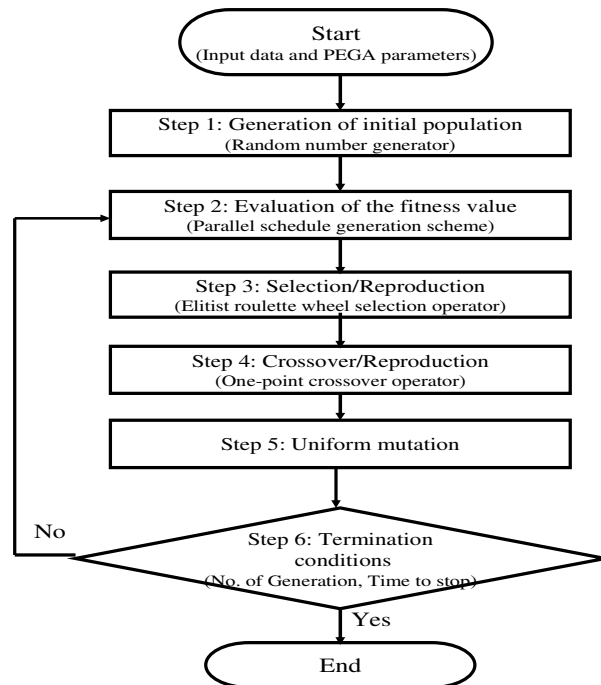 Start
(Input data and PEGA parameters)
Step 1: Generation of initial population
(Random number generator)
Step 2: Evaluation of the fitness value
(Parallel schedule generation scheme)
Step 3: Selection/Reproduction
(Elitist roulette wheel selection operator)
Step 4: Crossover/Reproduction
(One-point crossover operator)
Step 5: Uniform mutation
No
Step 6: Termination
conditions
(No. of Generation, Time to stop)
Yes
End